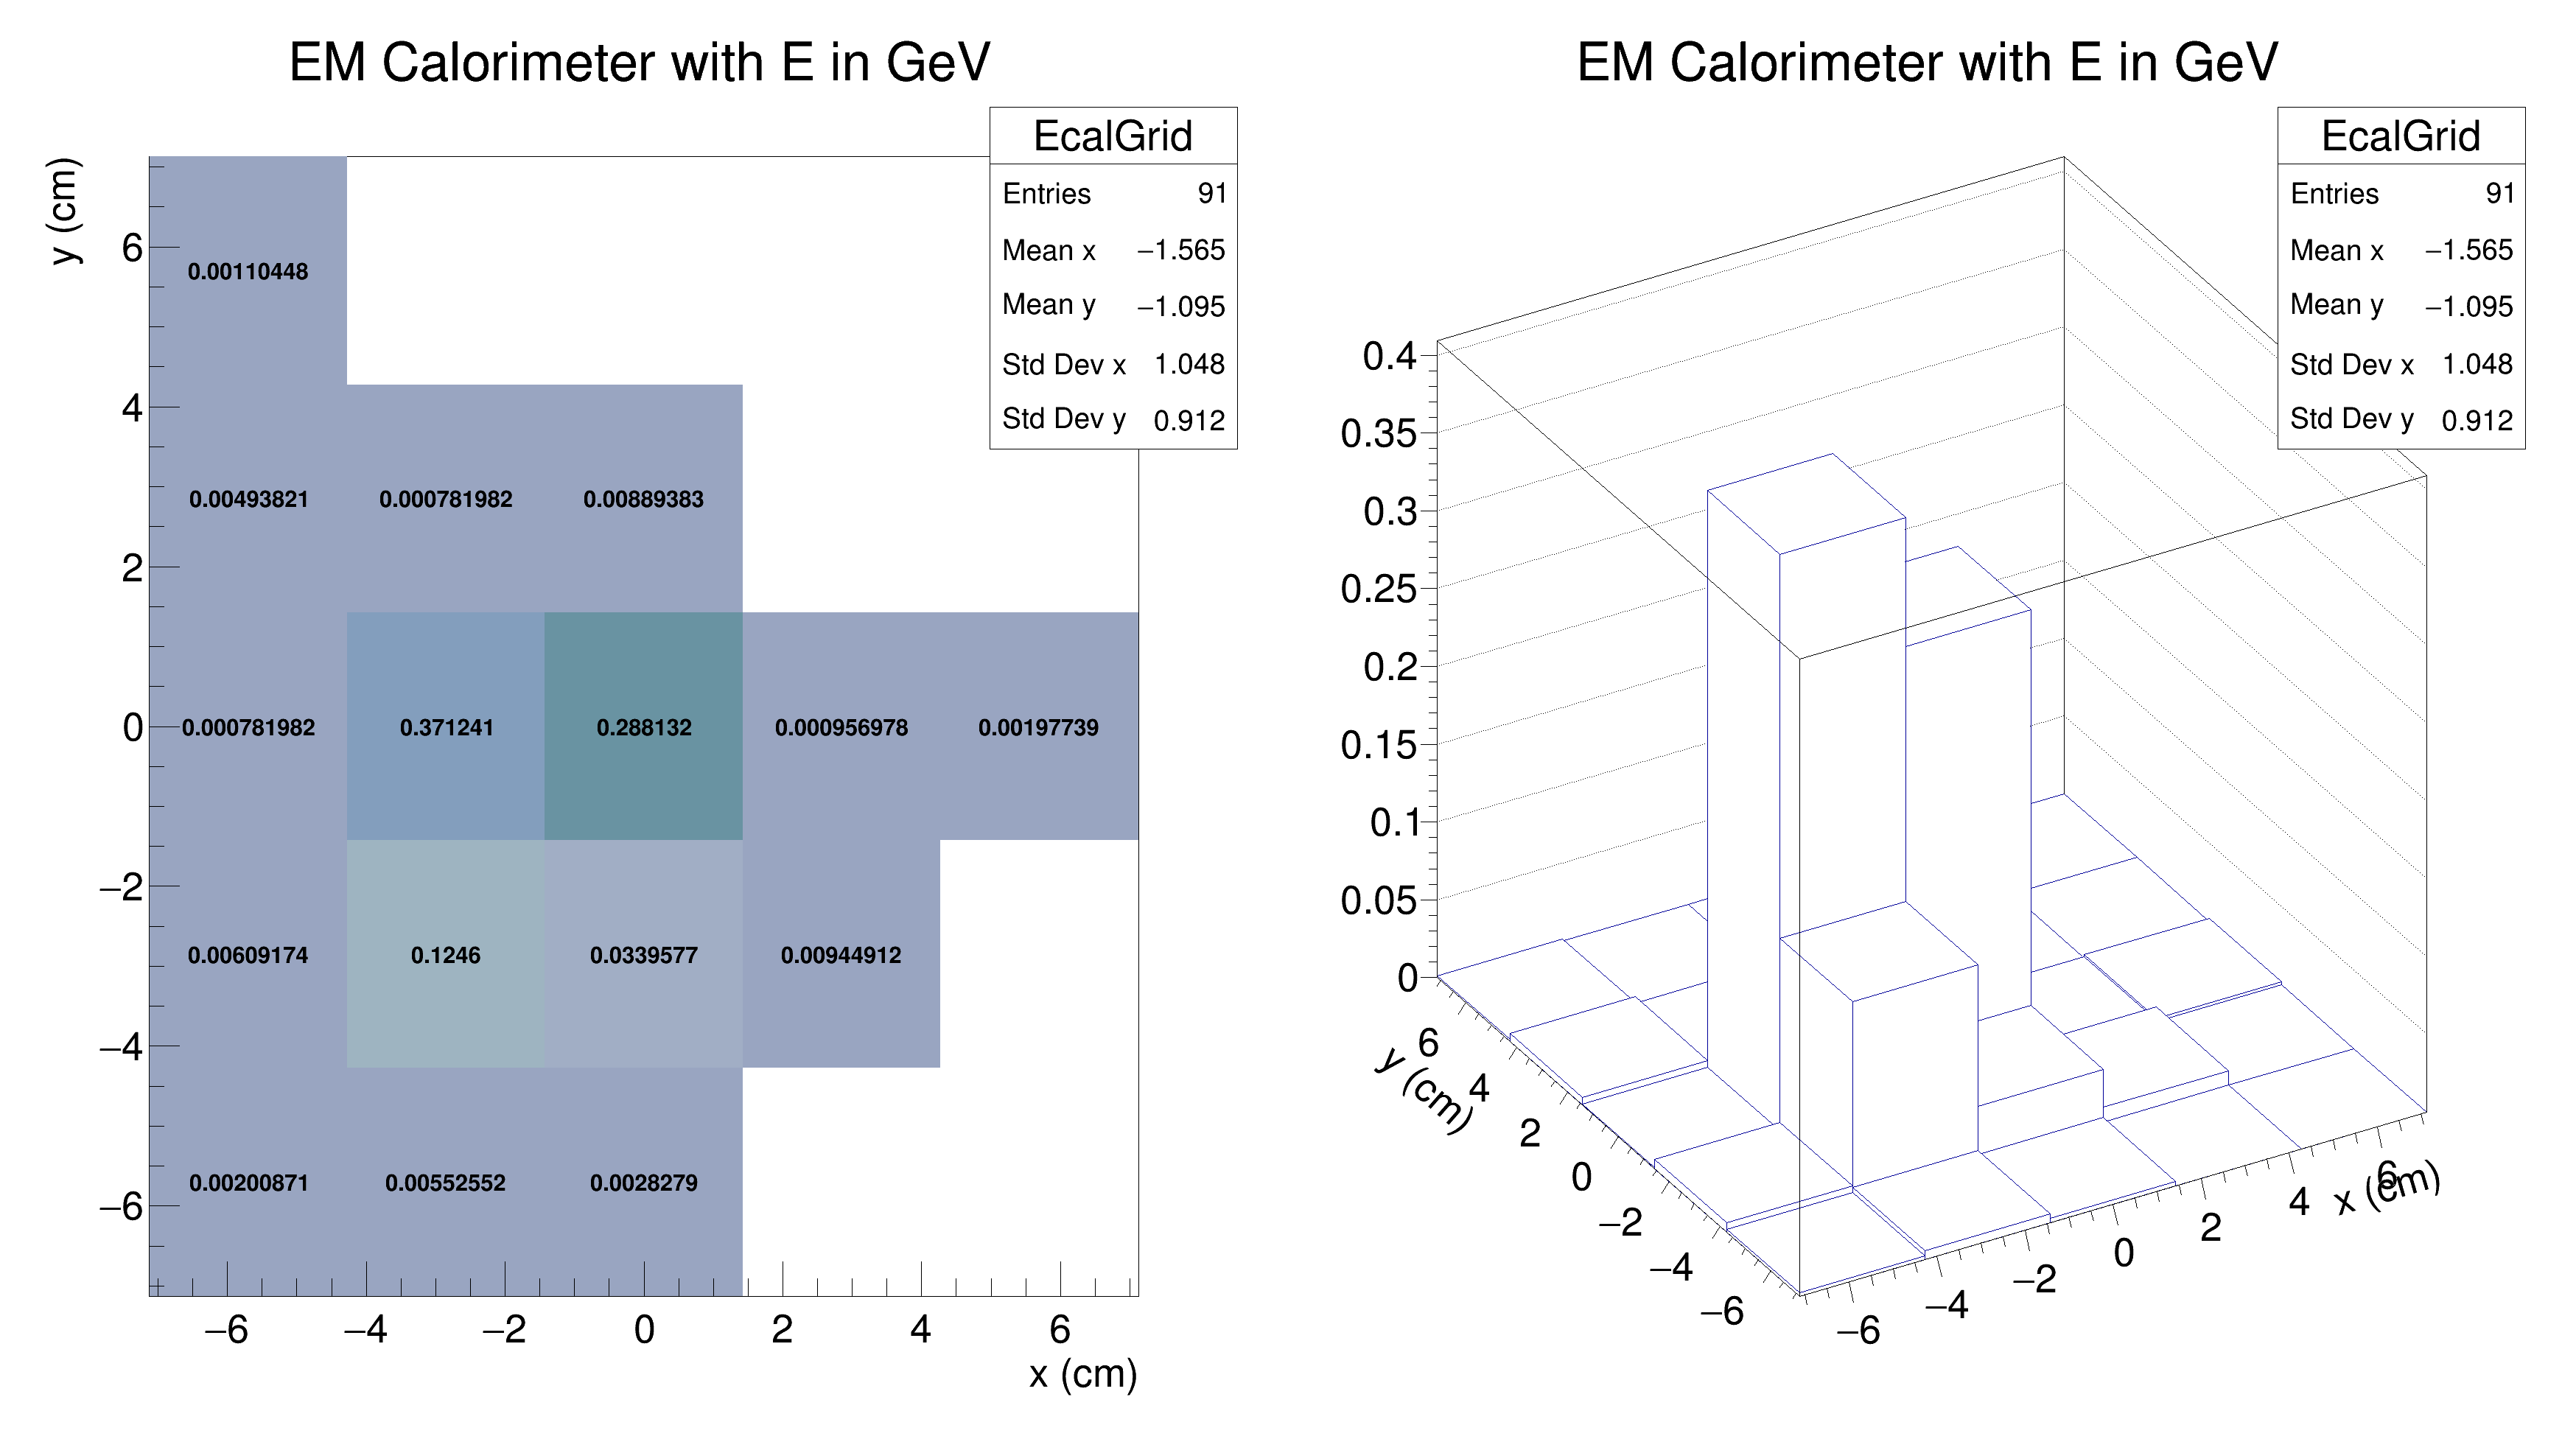 EM Calorimeter with E in GeV
EcalGrid
Entries 91
Mean x −1.565
Mean y −1.095
Std Dev x 1.048
Std Dev y 0.912
y (cm)
6
4
2
0
−2
−4
−6
0.00110448
0.00493821 0.000781982 0.00889383
0.000781982 0.371241 0.288132 0.000956978 0.00197739
0.00609174 0.1246 0.0339577 0.00944912
0.00200871 0.00552552 0.0028279
−6 −4 −2 0 2 4 6
x (cm)
EM Calorimeter with E in GeV
EcalGrid
Entries 91
Mean x −1.565
Mean y −1.095
Std Dev x 1.048
Std Dev y 0.912
0.4
0.35
0.3
0.25
0.2
0.15
0.1
0.05
0
6
4
2
0
−2
−4
−6
y (cm)
−6 −4 −2 0 2 4 6
x (cm)